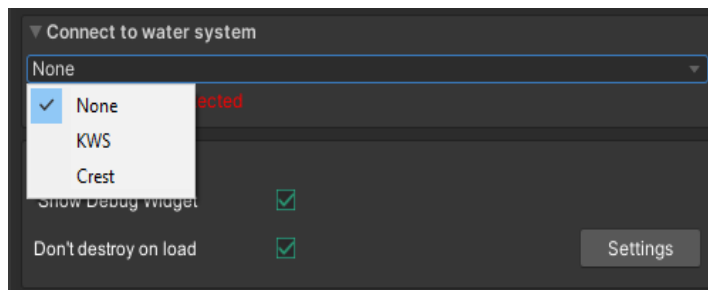 Connect to water system
None
None
ected
KWS
Crest
Show Debug Widget
Don't destroy on load
Settings